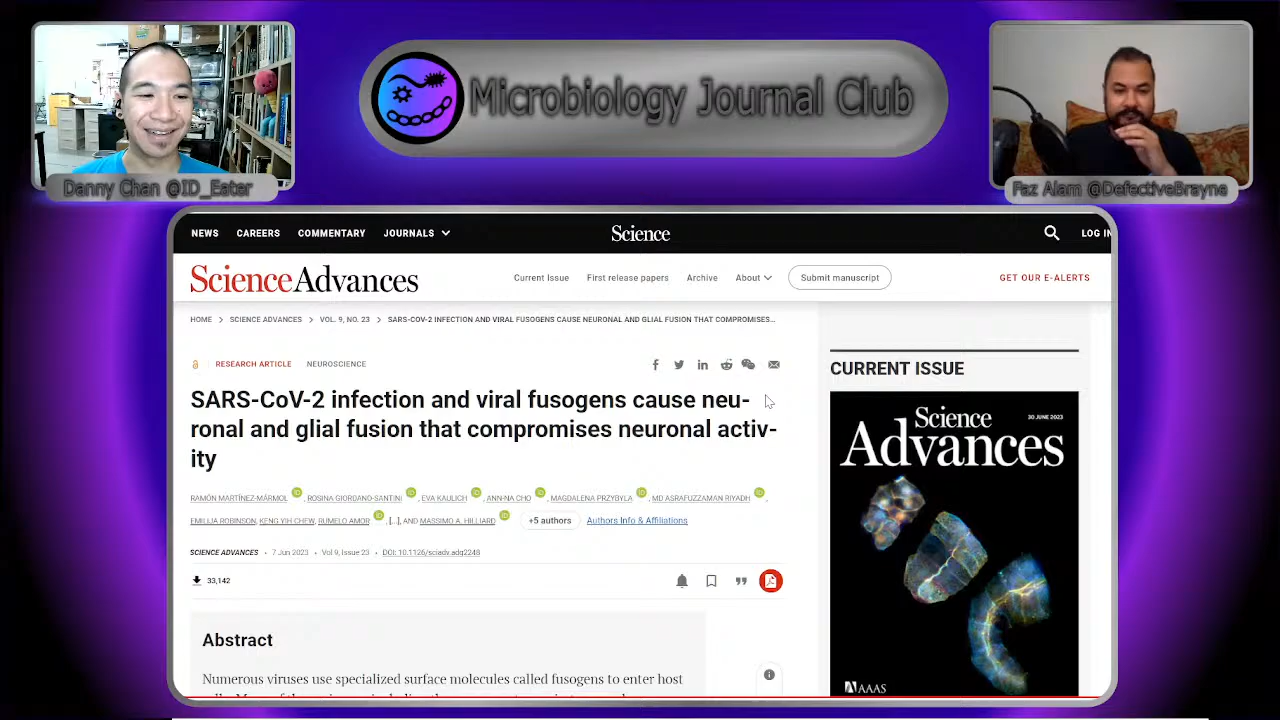 Microbiology Journal Club
Danny Chan @ID_Eater
Faz Alam @DefectiveBrayne
NEWS CAREERS COMMENTARY JOURNALS
Science
LOG IN
ScienceAdvances
Current Issue First release papers Archive About Submit manuscript
GET OUR E-ALERTS
HOME > SCIENCE ADVANCES > VOL. 9, NO. 23 > SARS-COV-2 INFECTION AND VIRAL FUSOGENS CAUSE NEURONAL AND GLIAL FUSION THAT COMPROMISES...
RESEARCH ARTICLE NEUROSCIENCE
SARS-CoV-2 infection and viral fusogens cause neu-
ronal and glial fusion that compromises neuronal activ-
ity
RAMÓN MARTÍNEZ-MÁRMOL, ROSINA GIORDANO-SANTINI, EVA KAULICH, ANN-NA CHO, MAGDALENA PRZYBYLA, MD ASRAFUZZAMAN RIYADH,
EMILIJA ROBINSON, KENG YIH CHEW, RUMELO AMOR, [...], AND MASSIMO A. HILLIARD +5 authors Authors Info & Affiliations
SCIENCE ADVANCES • 7 Jun 2023 • Vol 9, Issue 23 • DOI: 10.1126/sciadv.adg2248
33,142
Abstract
Numerous viruses use specialized surface molecules called fusogens to enter host
CURRENT ISSUE
Science
Advances
30 JUNE 2023
AAAS